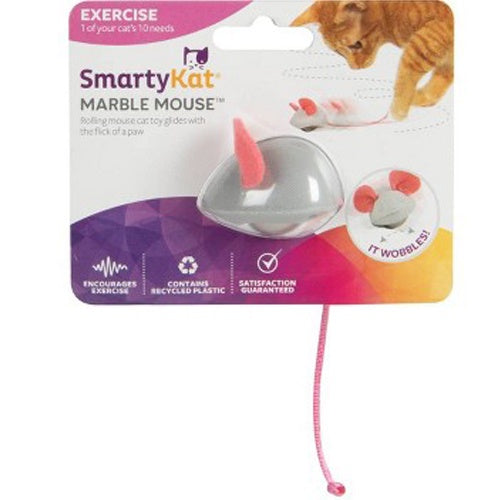 EXERCISE
1 of your cat's 10 needs
SmartyKat®
MARBLE MOUSE™
Rolling mouse cat toy glides with
the flick of a paw
IT WOBBLES!
ENCOURAGES
EXERCISE
CONTAINS
RECYCLED PLASTIC
SATISFACTION
GUARANTEED